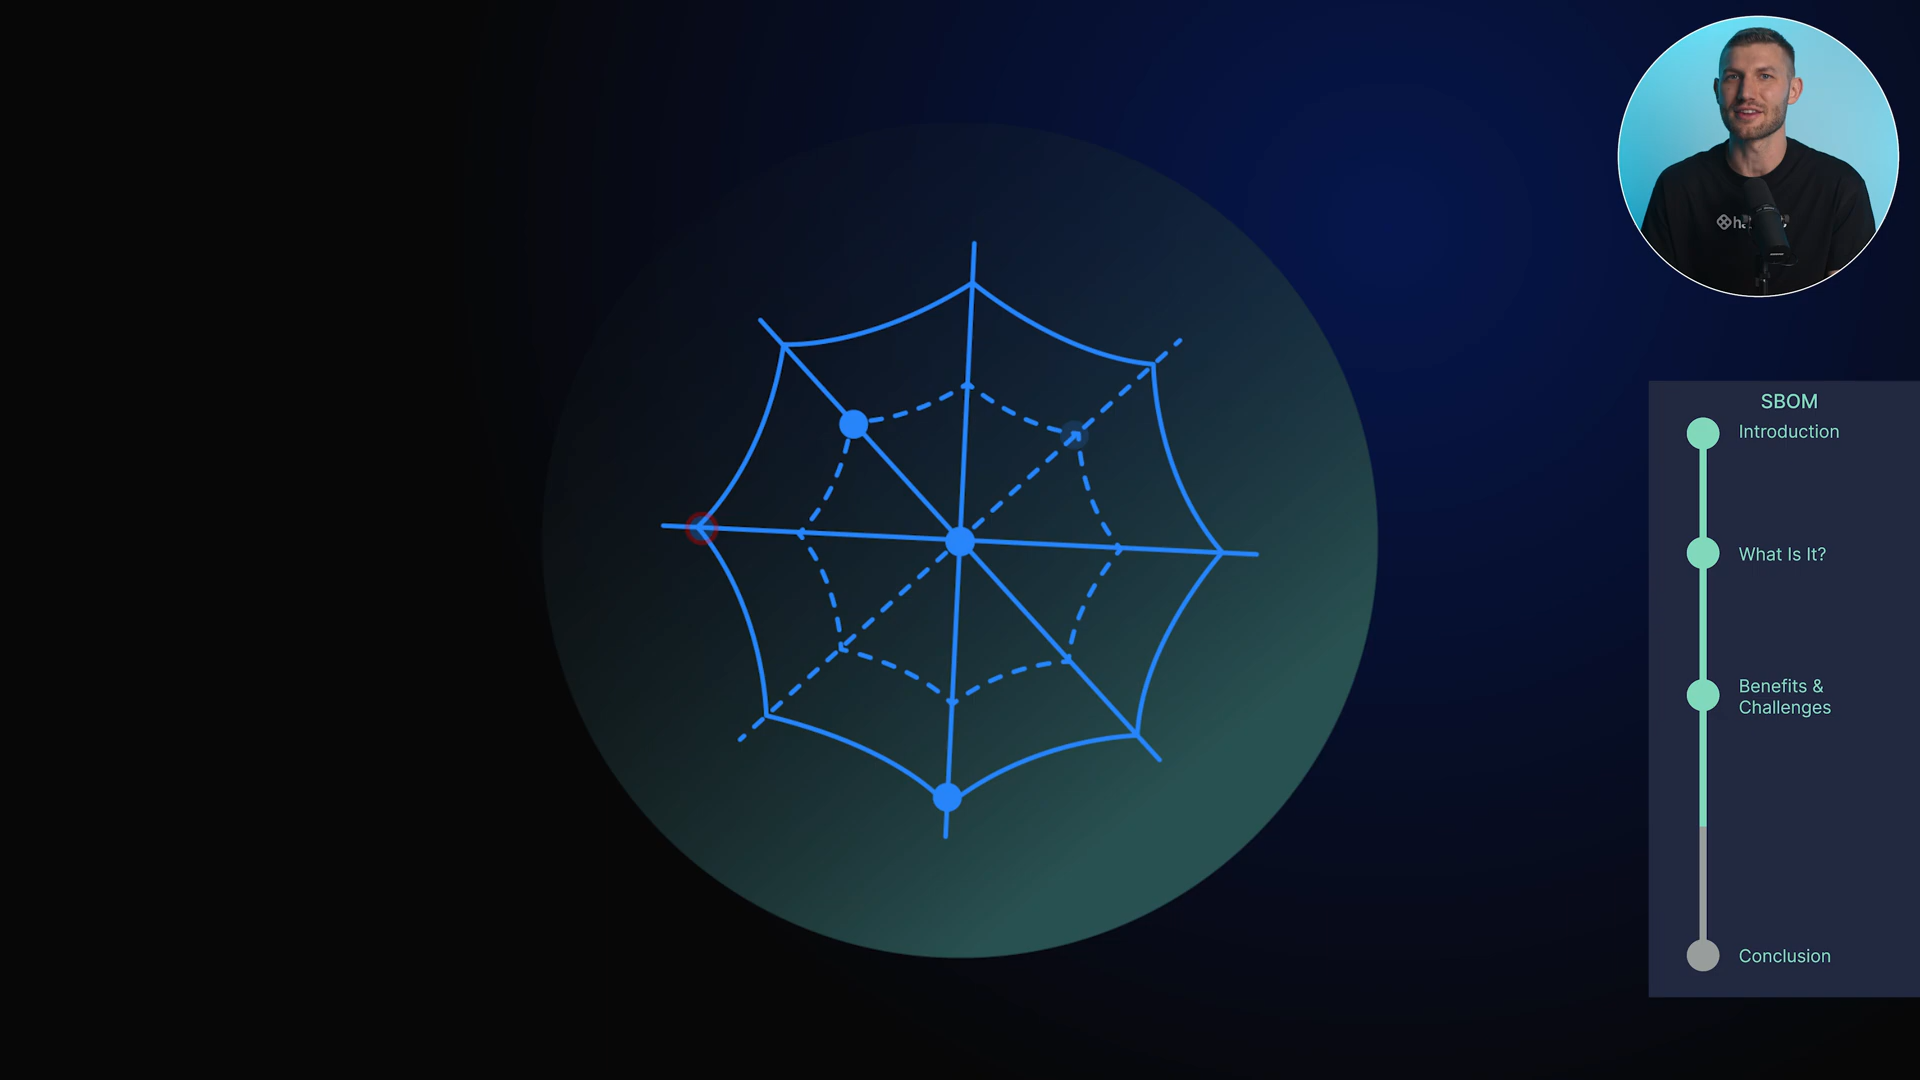 SBOM
Introduction
What Is It?
Benefits &
Challenges
Conclusion